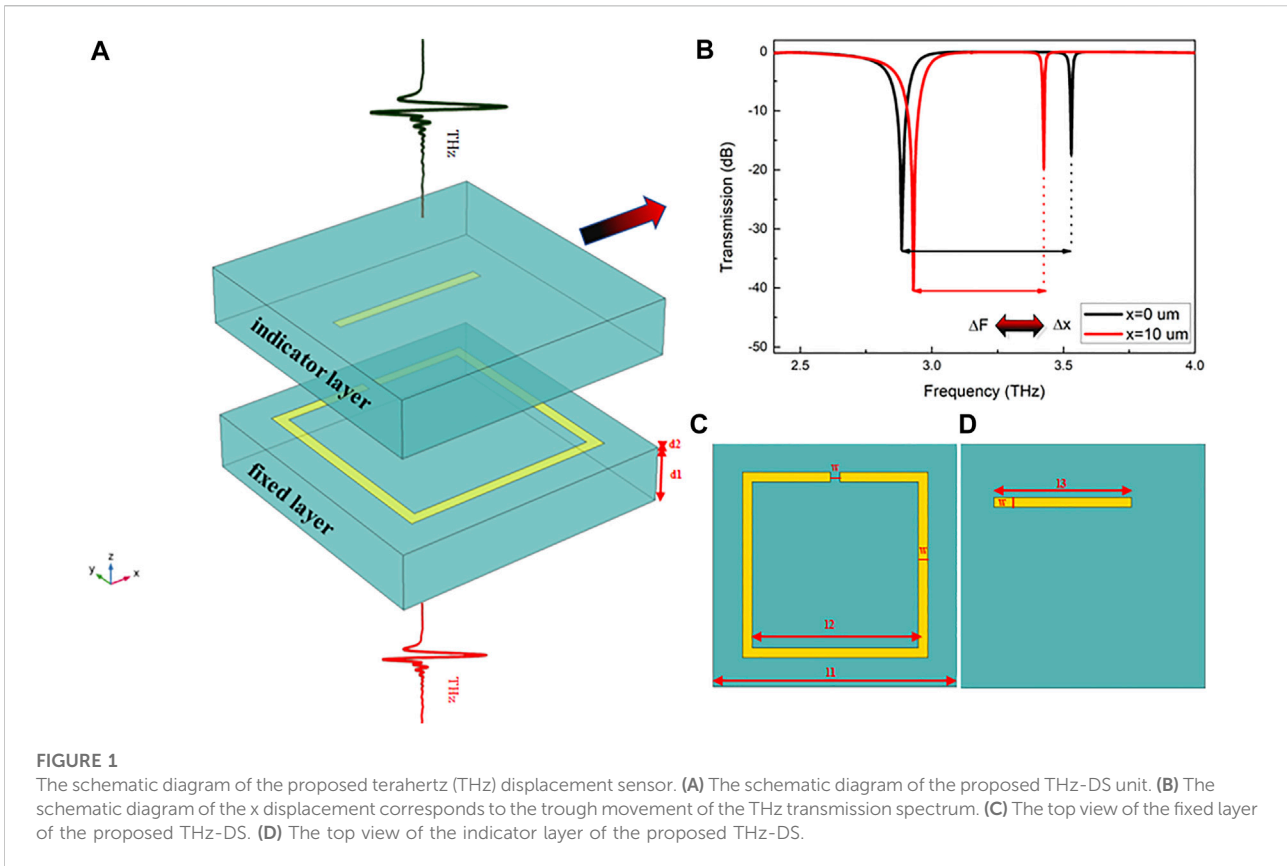 A
THz
indicator layer
fixed layer
d2
d1
z
y
x
THz
B
0
-10
-20
-30
-40
-50
Transmission (dB)
ΔF
Δx
x=0 um
x=10 um
2.5
3.0
3.5
4.0
Frequency (THz)
C
w
w
l2
l1
D
l3
w
FIGURE 1
The schematic diagram of the proposed terahertz (THz) displacement sensor. (A) The schematic diagram of the proposed THz-DS unit. (B) The
schematic diagram of the x displacement corresponds to the trough movement of the THz transmission spectrum. (C) The top view of the fixed layer
of the proposed THz-DS. (D) The top view of the indicator layer of the proposed THz-DS.